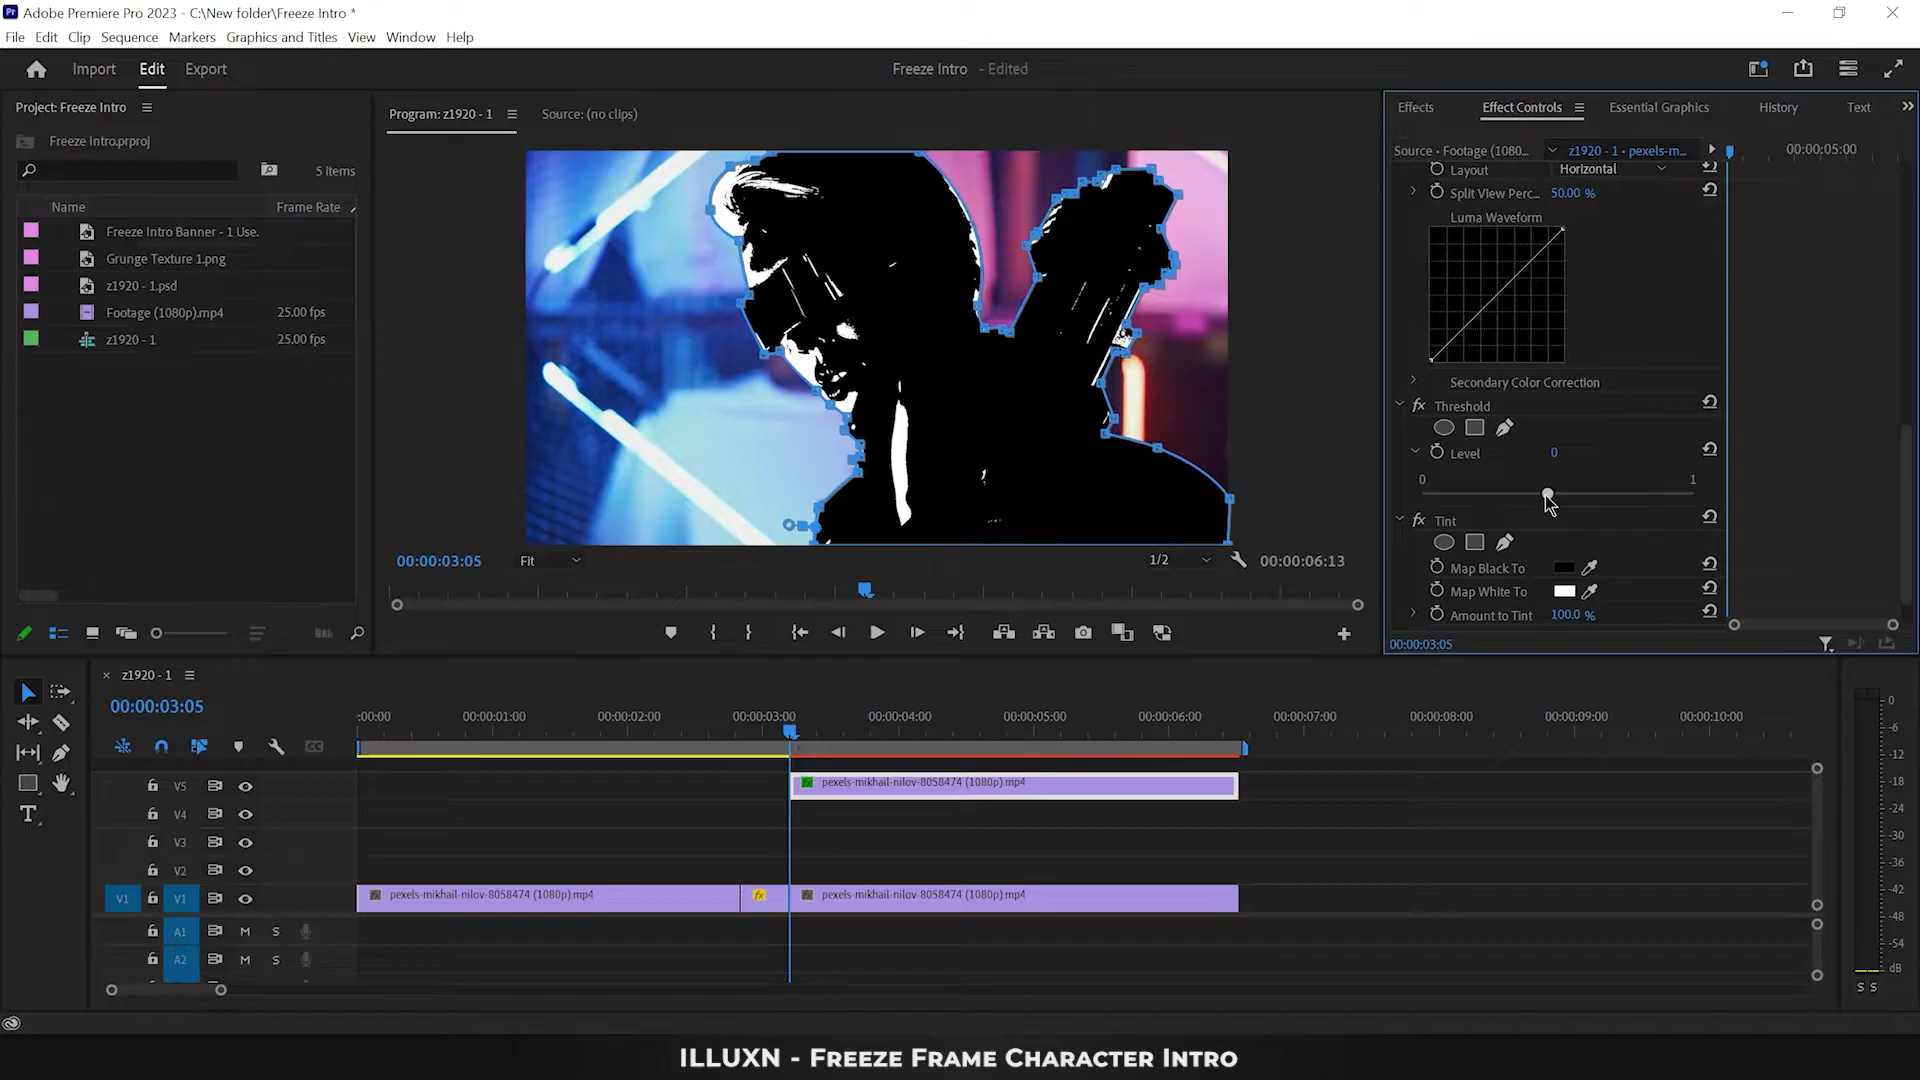 Adobe Premiere Pro 2023 - C:\New folder\Freeze Intro *
File Edit Clip Sequence Markers Graphics and Titles View Window Help
Import Edit Export
Freeze Intro - Edited
Project: Freeze Intro
Freeze Intro.prproj
5 Items
Name Frame Rate
Freeze Intro Banner - 1 Use.
Grunge Texture 1.png
z1920 - 1.psd
Footage (1080p).mp4 25.00 fps
z1920 - 1 25.00 fps
Program: z1920 - 1 Source: (no clips)
00:00:03:05 Fit 1/2 00:00:06:13
Effects Effect Controls Essential Graphics History Text
Source • Footage (1080... z1920 - 1 • pexels-m... 00:00:05:00
Layout Horizontal
Split View Perc... 50.00 %
Luma Waveform
Secondary Color Correction
fx Threshold
Level 0
0 1
fx Tint
Map Black To
Map White To
Amount to Tint 100.0 %
00:00:03:05
z1920 - 1
00:00:03:05
:00:00 00:00:01:00 00:00:02:00 00:00:03:00 00:00:04:00 00:00:05:00 00:00:06:00 00:00:07:00 00:00:08:00 00:00:09:00 00:00:10:00
CC
V5 fx pexels-mikhail-nilov-8058474 (1080p).mp4
V4
V3
V2
V1 V1 fx pexels-mikhail-nilov-8058474 (1080p).mp4 fx fx pexels-mikhail-nilov-8058474 (1080p).mp4
A1 M S
A2 M S
0
-6
-12
-18
-24
-30
-36
-42
-48
-54
dB
S S
ILLUXN - Freeze Frame Character Intro